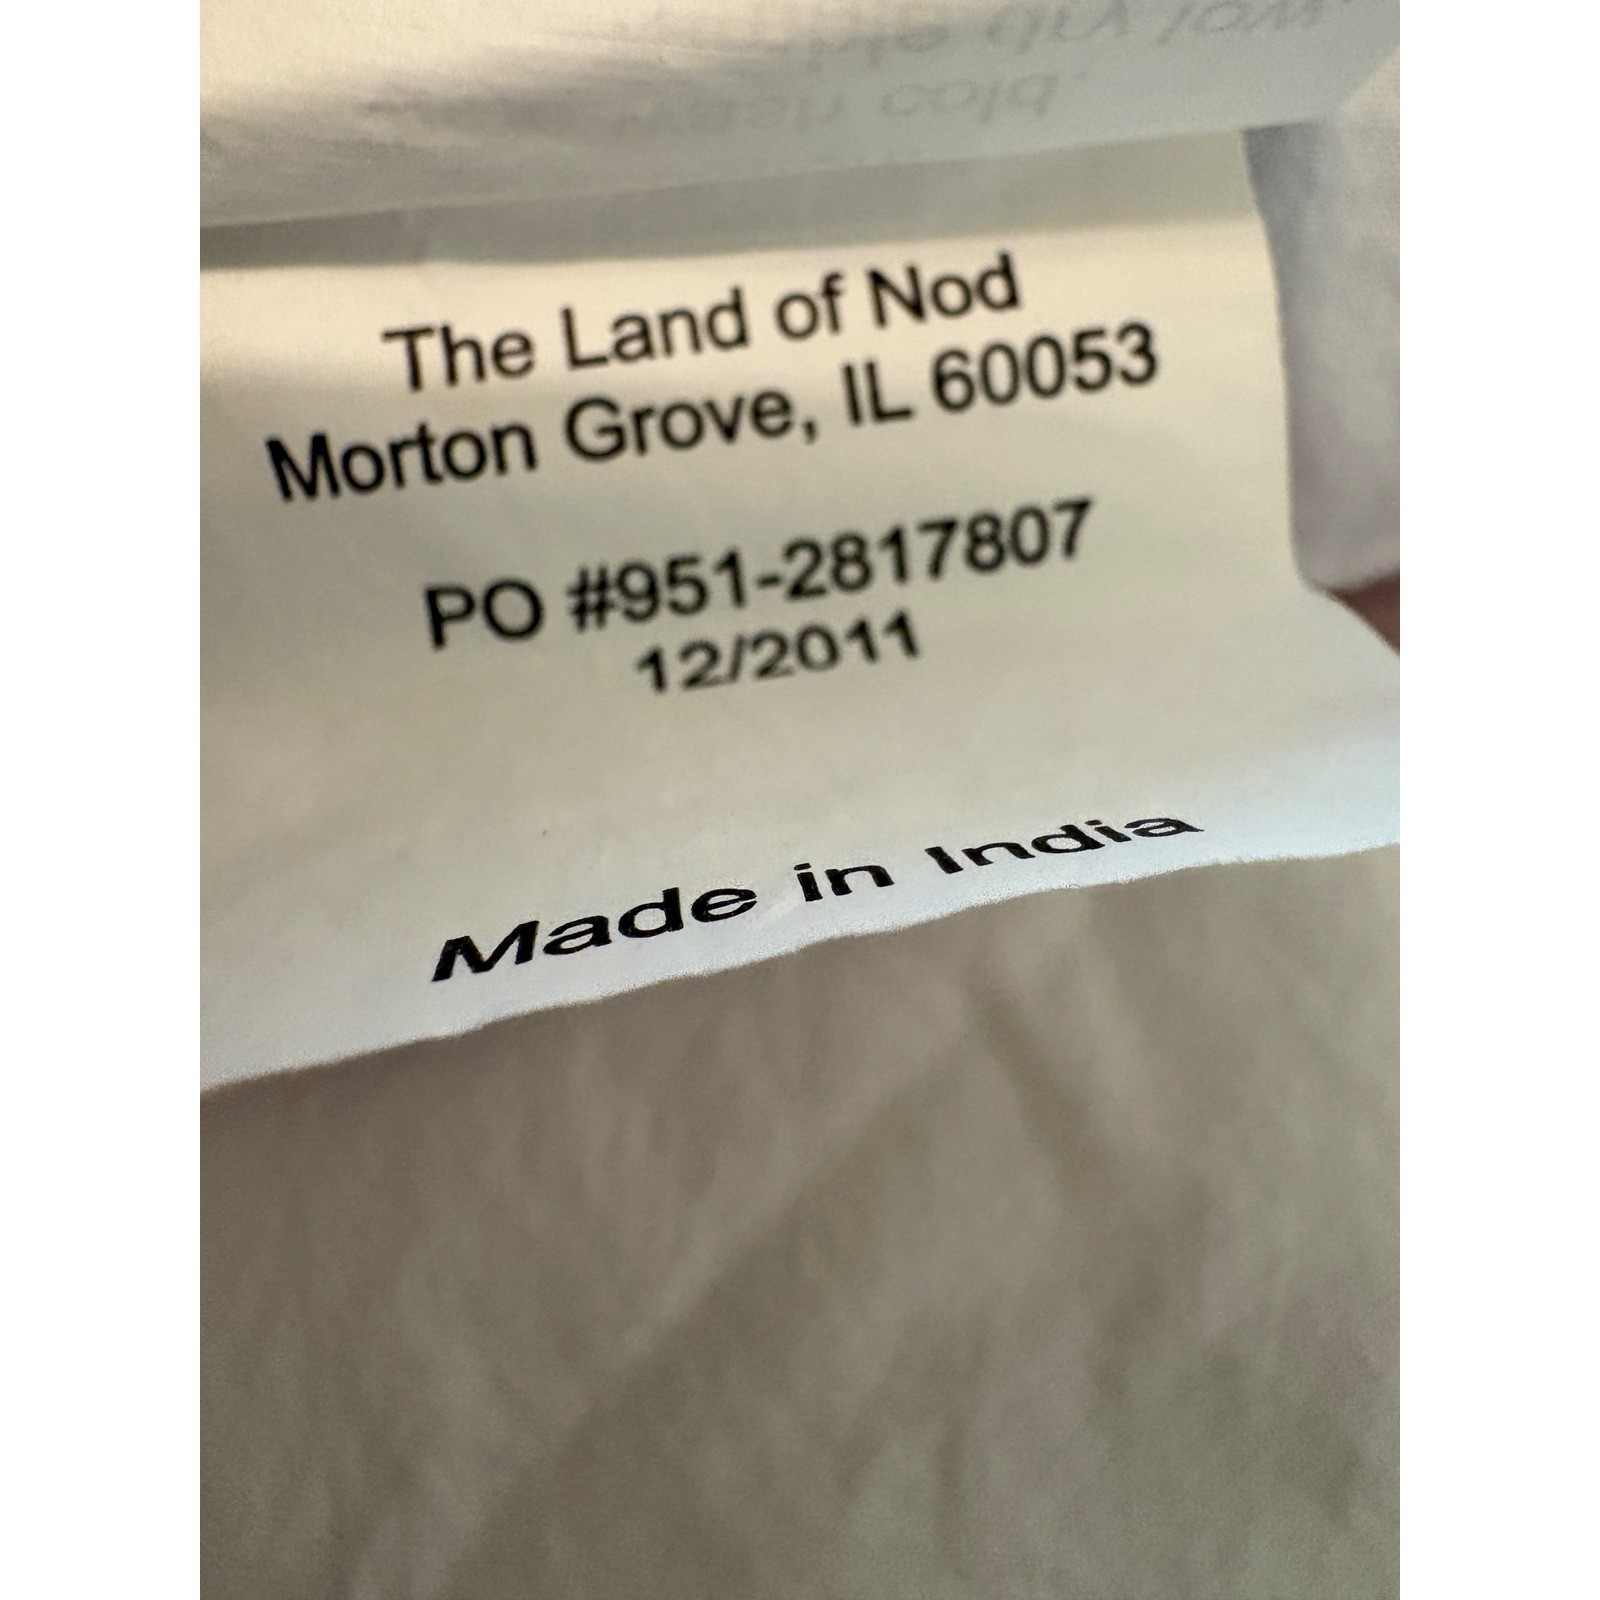 The Land of Nod
Morton Grove, IL 60053
PO #951-2817807
12/2011
Made in India